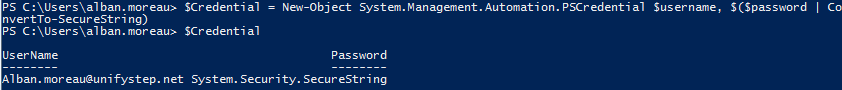 PS C:\Users\alban.moreau> $Credential = New-Object System.Management.Automation.PSCredential $username, $($password | Co
nvertTo-SecureString)
PS C:\Users\alban.moreau> $Credential
UserName Password
-------- --------
Alban.moreau@unifystep.net System.Security.SecureString